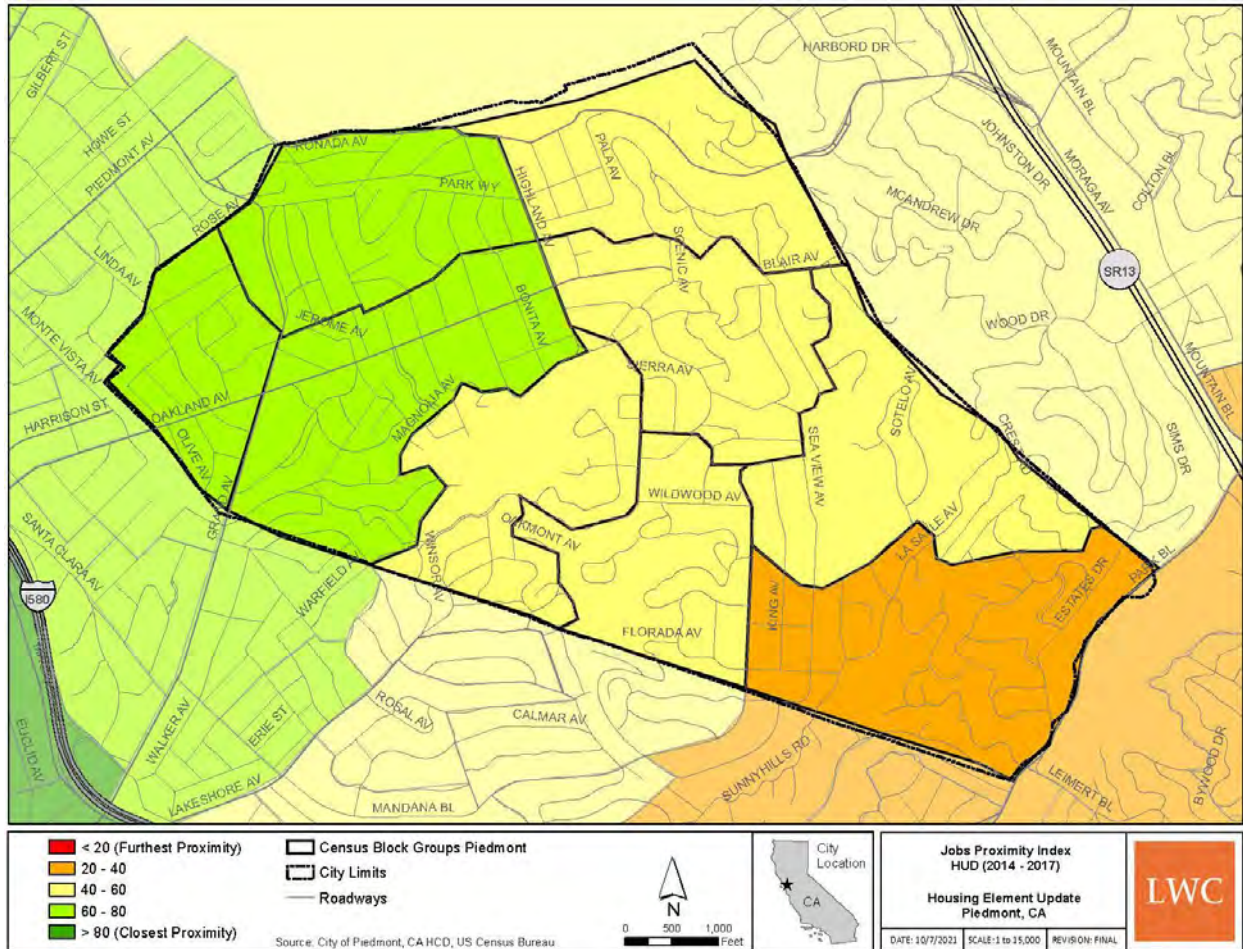 HARBORD DR
MOUNTAIN BL
GILBERT ST
HOWE ST
PIEDMONT AV
RONADA AV
PALA AV
JOHNSTON DR
MORAGA AV
COLTON BL
PARK WY
HIGHLAND AV
MCANDREW DR
ROSE AV
LINDA AV
SCENIC AV
BLAIR AV
SR13
BONITA AV
JEROME AV
MONTE VISTA AV
WOOD DR
MOUNTAIN BL
SIERRA AV
HARRISON ST
OAKLAND AV
MAGNOLIA AV
SOTELO AV
OLIVE AV
SEA VIEW AV
SIMS DR
GRAND AV
WILDWOOD AV
OAKMONT AV
LA SALLE AV
SANTA CLARA AV
WINSOR AV
PARK BL
I580
WARFIELD AV
KING AV
ESTATES DR
FLORADA AV
ROSAL AV
CALMAR AV
WALKER AV
ERIE ST
EUCLID AV
LAKESHORE AV
SUNNYHILLS RD
LEIMERT BL
BYWOOD DR
MANDANA BL
< 20 (Furthest Proximity)
20 - 40
40 - 60
60 - 80
> 80 (Closest Proximity)
Census Block Groups Piedmont
City Limits
Roadways
Source: City of Piedmont, CA HCD, US Census Bureau
N
0 500 1,000
Feet
City
Location
CA
Jobs Proximity Index
HUD (2014 - 2017)
Housing Element Update
Piedmont, CA
DATE: 10/7/2021 SCALE: 1 to 15,000 REVISION: FINAL
LWC